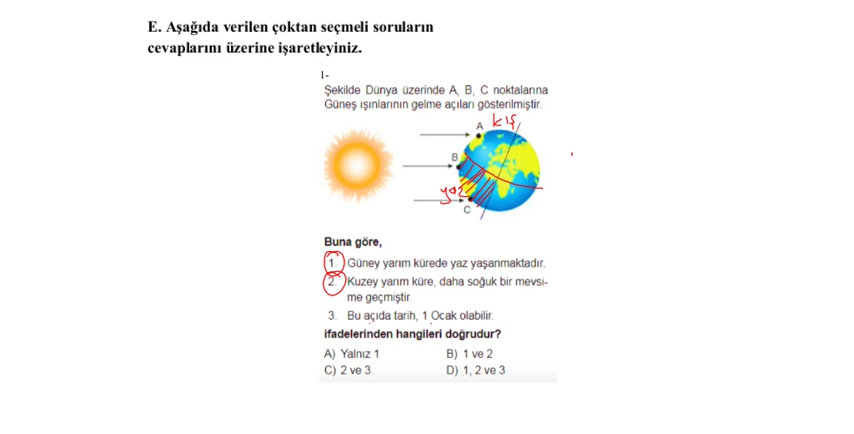 E. Aşağıda verilen çoktan seçmeli soruların
cevaplarını üzerine işaretleyiniz.
1-
Şekilde Dünya üzerinde A, B, C noktalarına
Güneş ışınlarının gelme açıları gösterilmiştir.
A kış
B
yaz
C
Buna göre,
1. Güney yarım kürede yaz yaşanmaktadır.
2. Kuzey yarım küre, daha soğuk bir mevsi-
me geçmiştir.
3. Bu açıda tarih, 1 Ocak olabilir.
ifadelerinden hangileri doğrudur?
A) Yalnız 1 B) 1 ve 2
C) 2 ve 3 D) 1, 2 ve 3